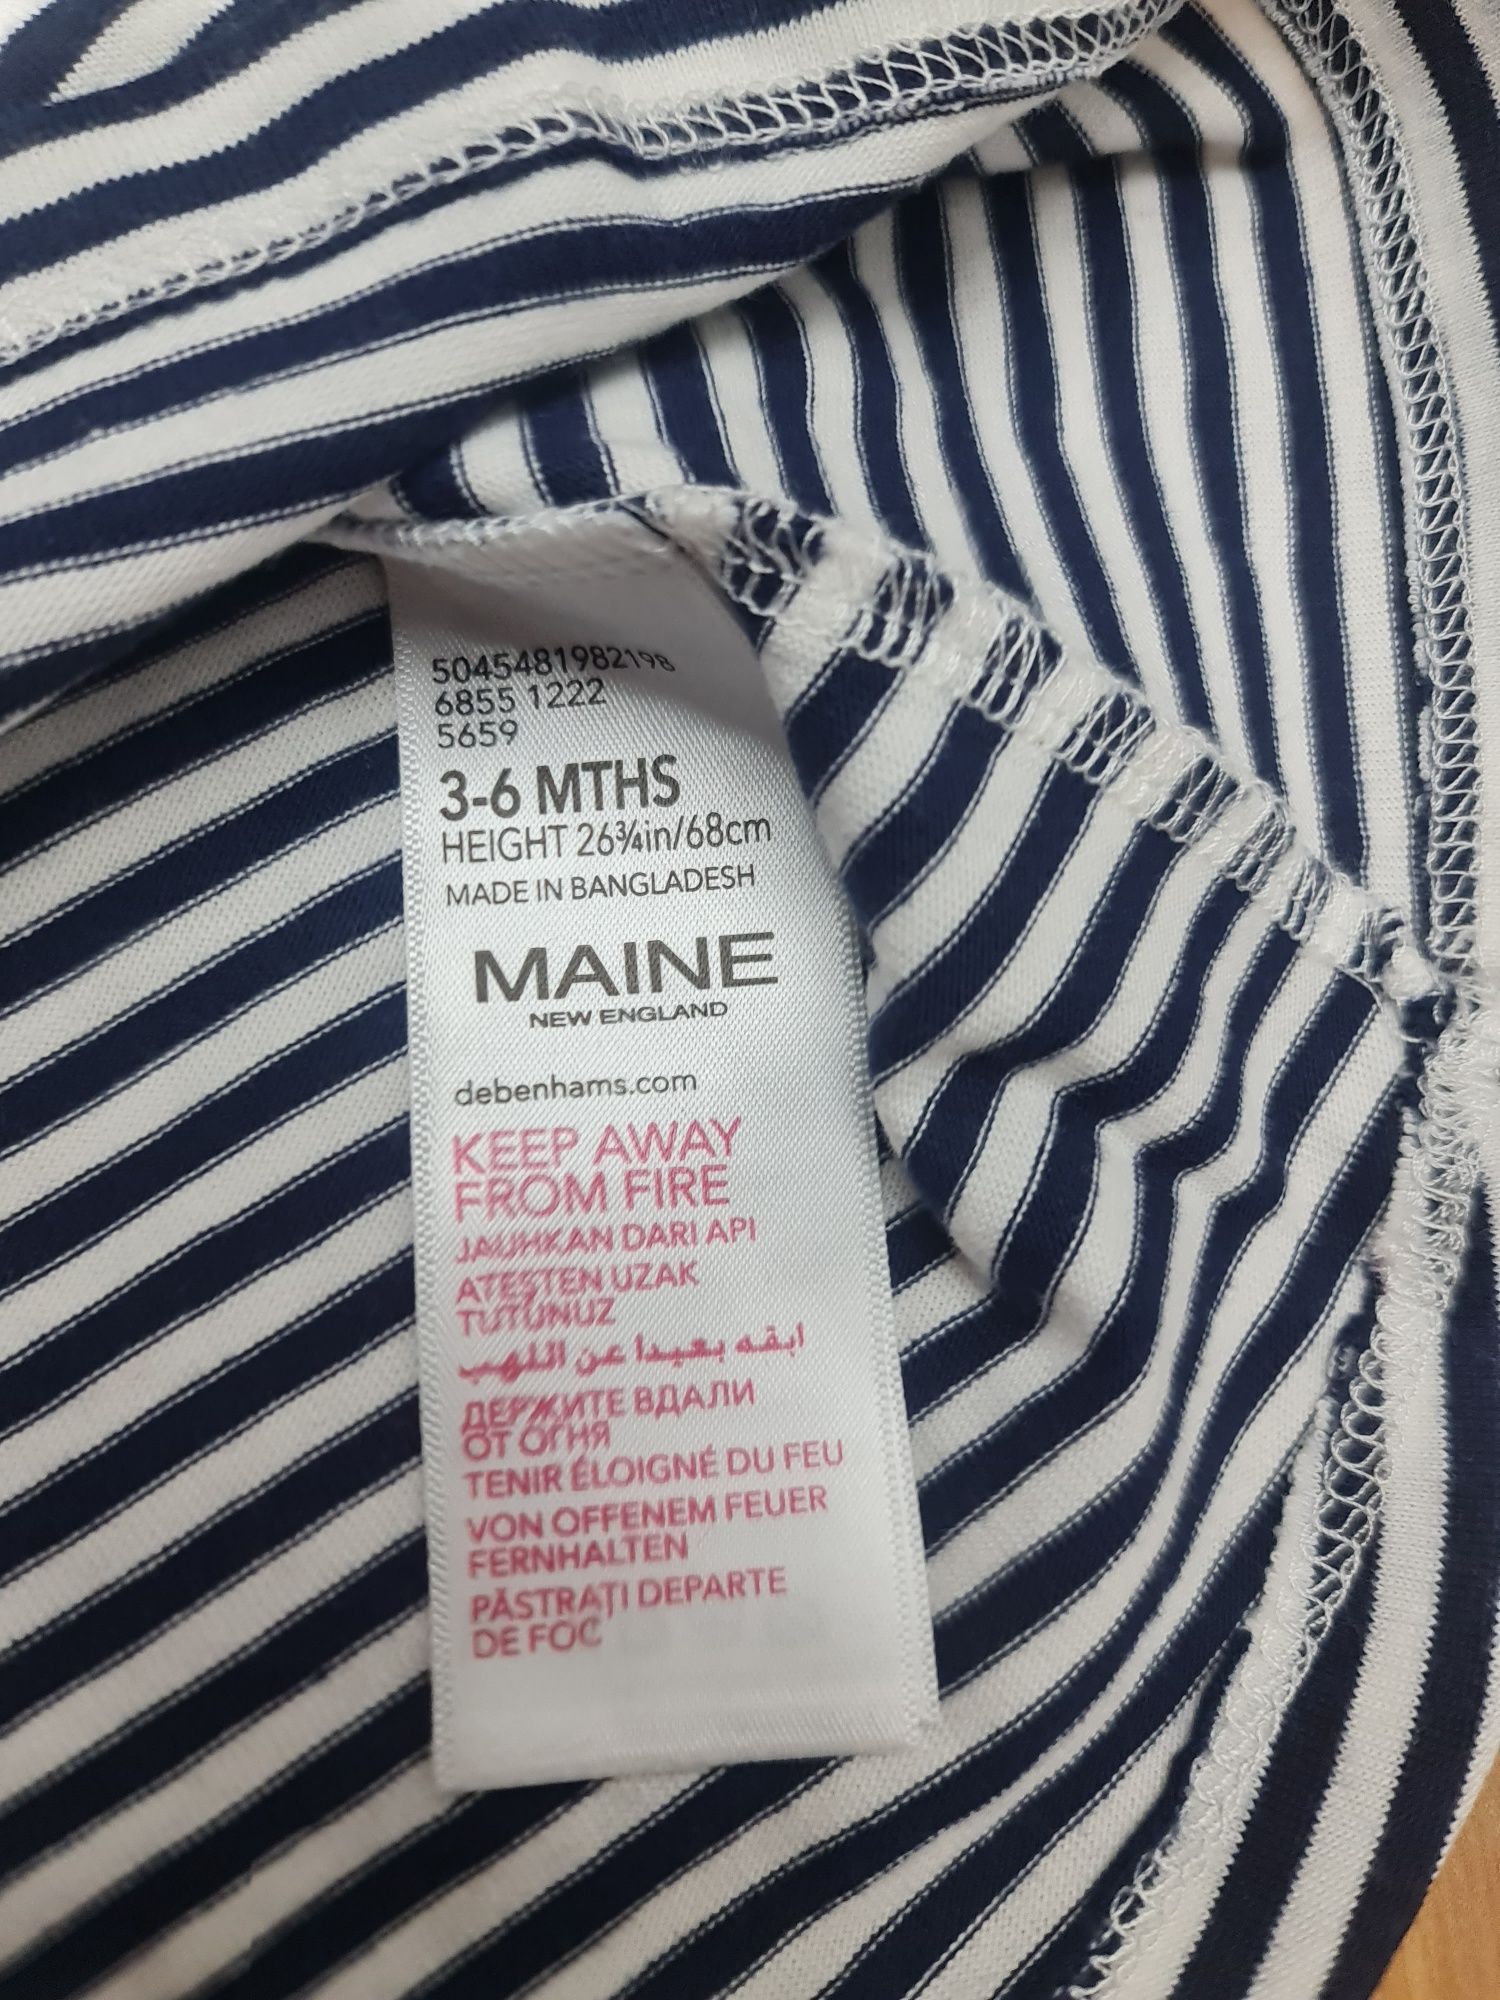 5045481982198
6855 1222
5659
3-6 MTHS
HEIGHT 26¾in/68cm
MADE IN BANGLADESH
MAINE
NEW ENGLAND
debenhams.com
KEEP AWAY
FROM FIRE
JAUHKAN DARI API
ATEŞTEN UZAK
TUTUNUZ
ابقه بعيدا عن اللهب
ДЕРЖИТЕ ВДАЛИ
ОТ ОГНЯ
TENIR ÉLOIGNÉ DU FEU
VON OFFENEM FEUER
FERNHALTEN
PĂSTRAȚI DEPARTE
DE FOC